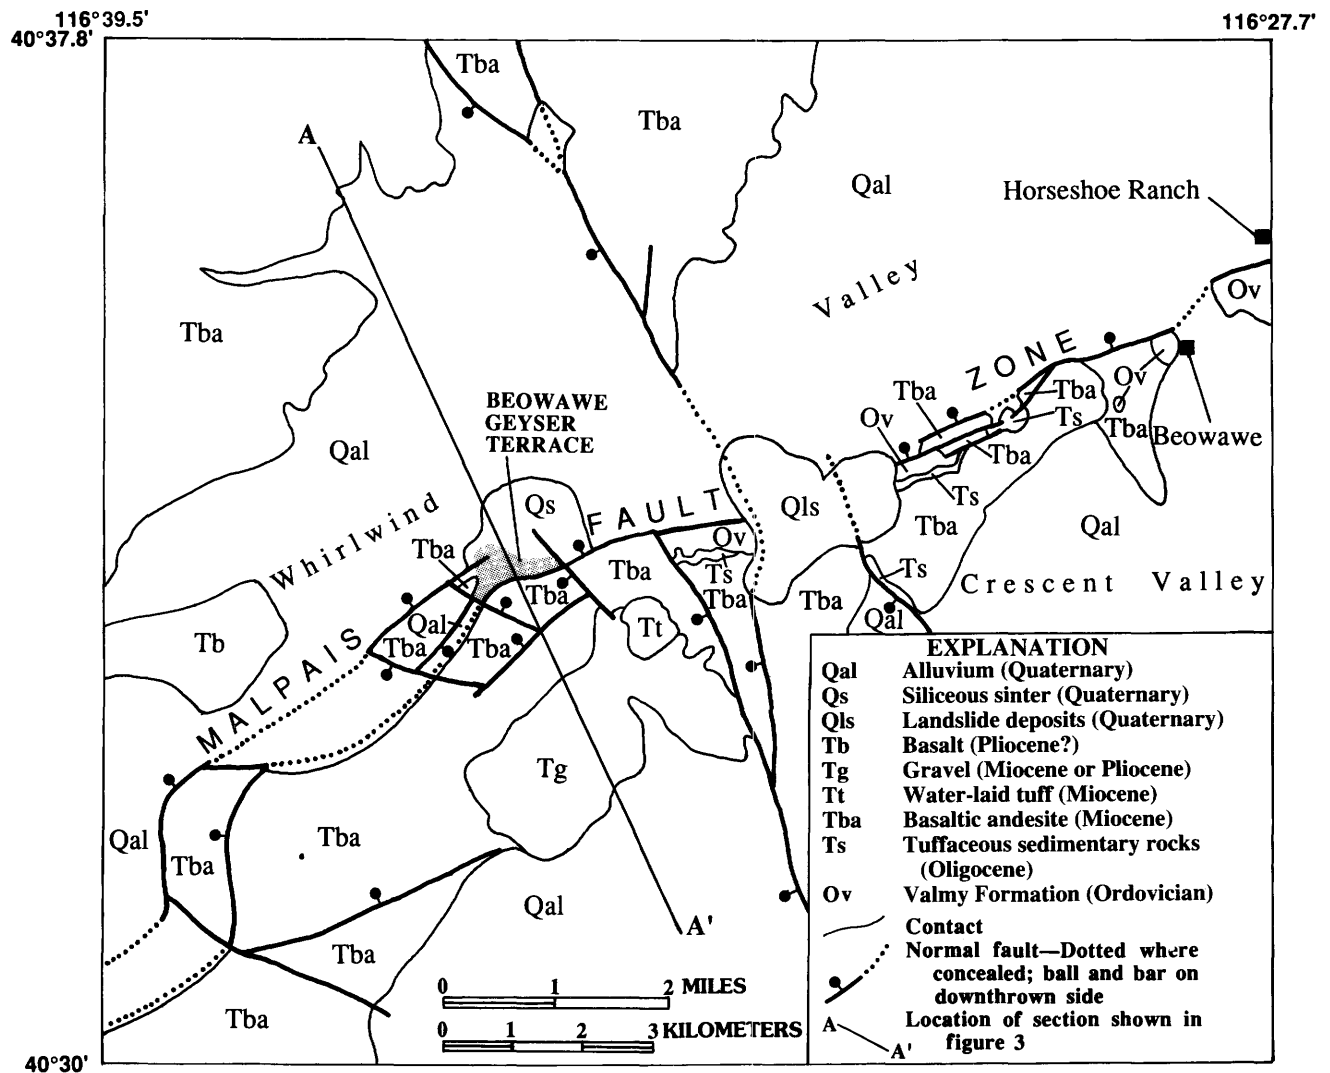 116°39.5'
116°27.7'
40°37.8'
Tba
Tba
A
Qal
Horseshoe Ranch
Valley
Ov
Tba
ZONE
Ov
Tba
Tba
BEOWAWE
GEYSER
TERRACE
Ov
Ts
Tba
Beowawe
Qal
Tba
Ts
Whirlwind
Qs
FAULT
Qls
Tba
Qal
Ov
Tba
Tba
Ts
Ts
Crescent Valley
Tba
Tba
Tba
Qal
Qal
Tb
Tba
Tba
Tt
MALPAIS
Tg
Qal
Tba
Tba
Qal
A'
Tba
Tba
0 1 2 MILES
0 1 2 3 KILOMETERS
40°30'
EXPLANATION
Qal Alluvium (Quaternary)
Qs Siliceous sinter (Quaternary)
Qls Landslide deposits (Quaternary)
Tb Basalt (Pliocene?)
Tg Gravel (Miocene or Pliocene)
Tt Water-laid tuff (Miocene)
Tba Basaltic andesite (Miocene)
Ts Tuffaceous sedimentary rocks
(Oligocene)
Ov Valmy Formation (Ordovician)
Contact
Normal fault—Dotted where
concealed; ball and bar on
downthrown side
A Location of section shown in
A' figure 3